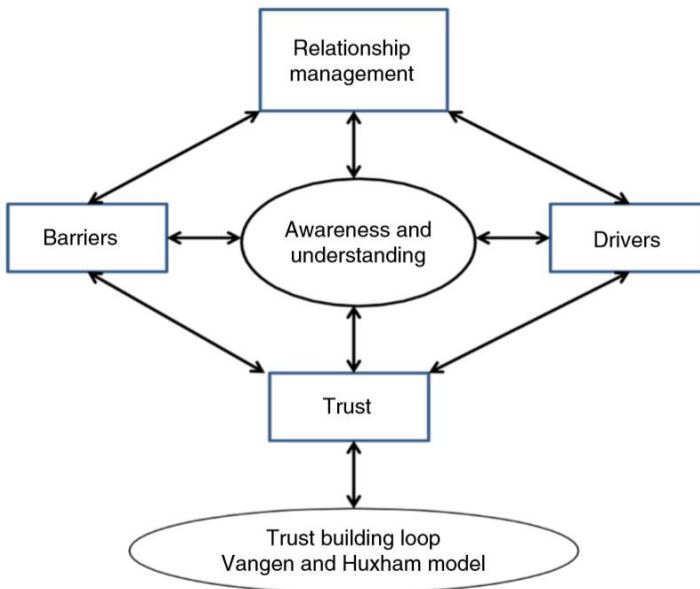 Relationship
management
Barriers
Awareness and
understanding
Drivers
Trust
Trust building loop
Vangen and Huxham model